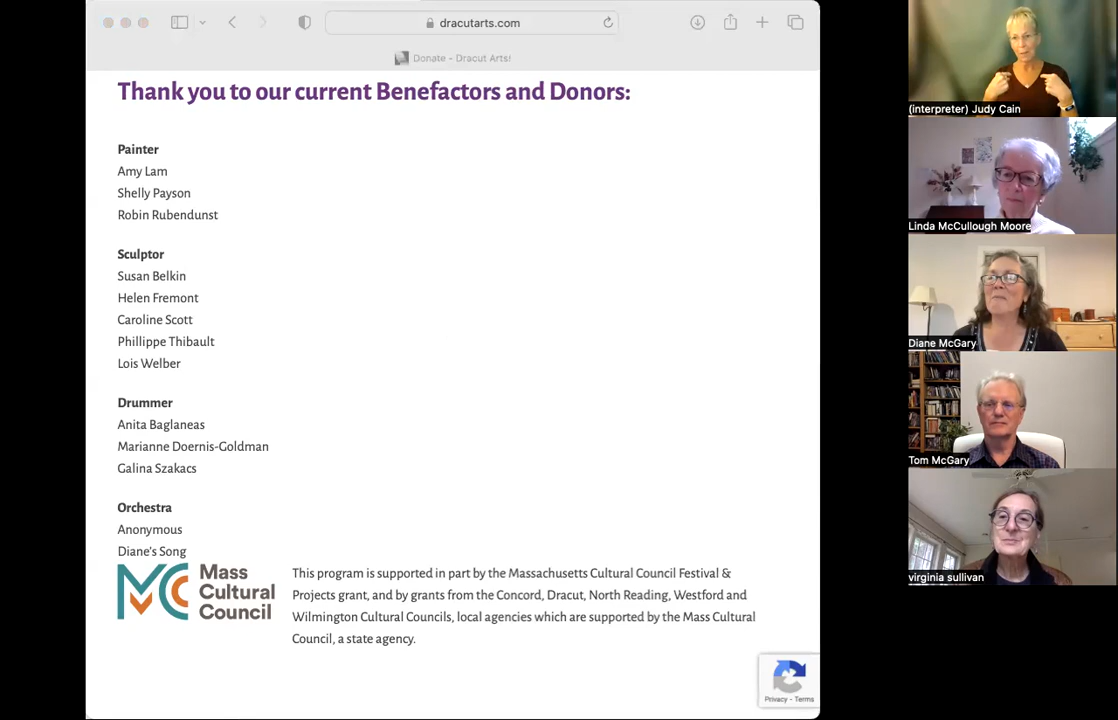 dracutarts.com
Donate – Dracut Arts!
Thank you to our current Benefactors and Donors:
Painter
Amy Lam
Shelly Payson
Robin Rubendunst
Sculptor
Susan Belkin
Helen Fremont
Caroline Scott
Phillippe Thibault
Lois Welber
Drummer
Anita Baglaneas
Marianne Doernis-Goldman
Galina Szakacs
Orchestra
Anonymous
Diane's Song
Mass
Cultural
Council
This program is supported in part by the Massachusetts Cultural Council Festival &
Projects grant, and by grants from the Concord, Dracut, North Reading, Westford and
Wilmington Cultural Councils, local agencies which are supported by the Mass Cultural
Council, a state agency.
Privacy - Terms
(interpreter) Judy Cain
Linda McCullough Moore
Diane McGary
Tom McGary
virginia sullivan